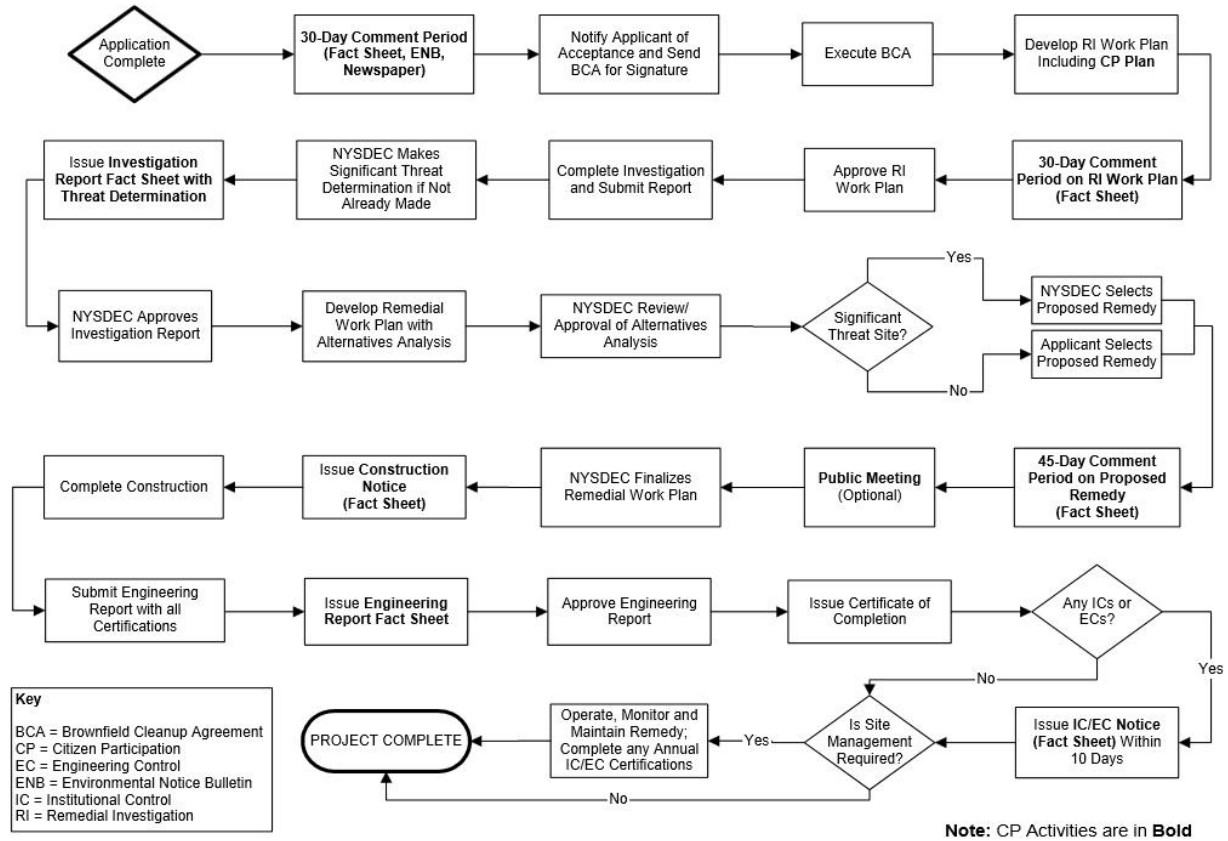 Application
Complete
30-Day Comment Period
(Fact Sheet, ENB,
Newspaper)
Notify Applicant
of Acceptance and Send
BCA for Signature
Execute BCA
Develop RI Work Plan
Including CP Plan
30-Day Comment
Period on RI Work Plan
(Fact Sheet)
Approve RI
Work Plan
Complete Investigation
and Submit Report
NYSDEC Makes
Significant Threat
Determination if Not
Already Made
Issue Investigation
Report Fact Sheet with
Threat Determination
NYSDEC Approves
Investigation Report
Develop Remedial
Work Plan with
Alternatives Analysis
NYSDEC Review/
Approval of Alternatives
Analysis
Significant
Threat Site?
Yes
NYSDEC Selects
Proposed Remedy
No
Applicant Selects
Proposed Remedy
45-Day Comment
Period on Proposed
Remedy
(Fact Sheet)
Public Meeting
(Optional)
NYSDEC Finalizes
Remedial Work Plan
Issue Construction
Notice
(Fact Sheet)
Complete Construction
Submit Engineering
Report with all
Certifications
Issue Engineering
Report Fact Sheet
Approve Engineering
Report
Issue Certificate of
Completion
Any ICs or
ECs?
Yes
No
Issue IC/EC Notice
(Fact Sheet) Within
10 Days
Is Site
Management
Required?
Yes
Operate, Monitor and
Maintain Remedy;
Complete any Annual
IC/EC Certifications
No
PROJECT COMPLETE
Key
BCA = Brownfield Cleanup Agreement
CP = Citizen Participation
EC = Engineering Control
ENB = Environmental Notice Bulletin
IC = Institutional Control
RI = Remedial Investigation
Note: CP Activities are in Bold